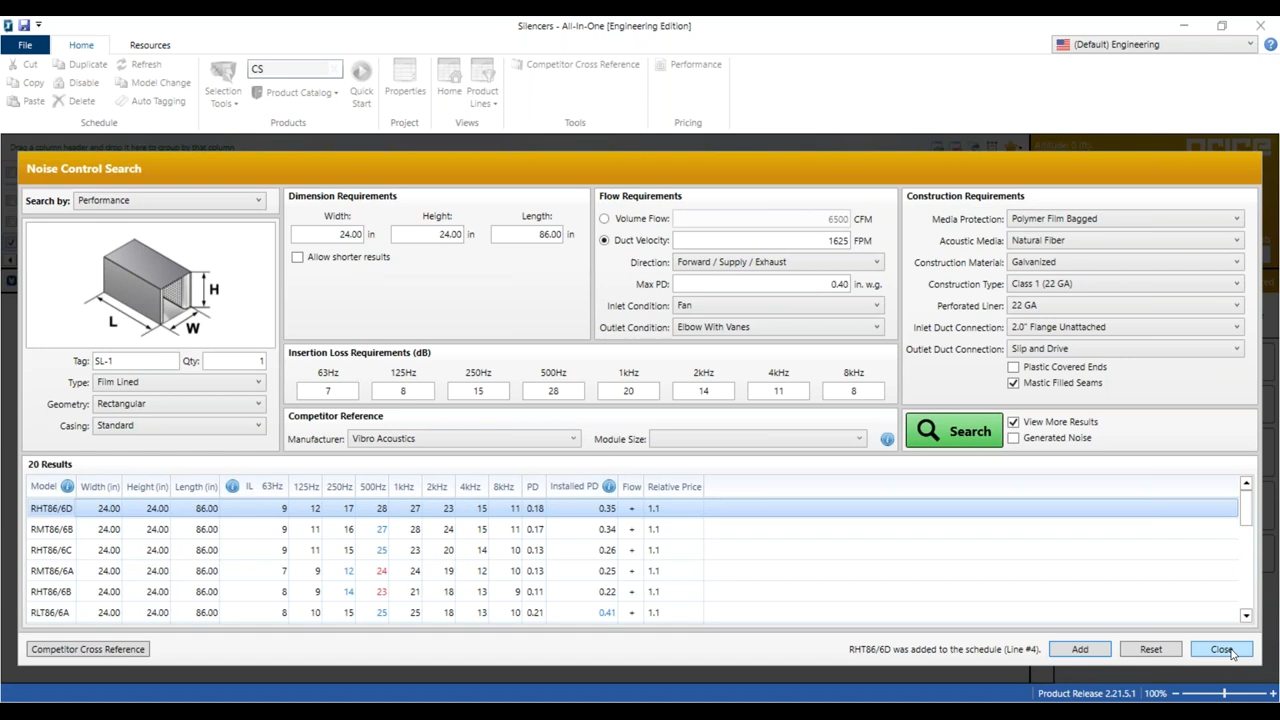 Silencers - All-In-One [Engineering Edition]
File Home Resources
(Default) Engineering
Cut Duplicate Refresh
Copy Disable Model Change
Paste Delete Auto Tagging
Schedule
Selection Tools
CS
Product Catalog
Quick Start
Products
Properties
Project
Home
Product Lines
Views
Competitor Cross Reference
Tools
Performance
Pricing
Drag a column header and drop it here to group by that column
Noise Control Search
Search by: Performance
L
W
H
Tag: SL-1 Qty: 1
Type: Film Lined
Geometry: Rectangular
Casing: Standard
Dimension Requirements
Width: Height: Length:
24.00 in 24.00 in 86.00 in
Allow shorter results
Flow Requirements
Volume Flow: 6500 CFM
Duct Velocity: 1625 FPM
Direction: Forward / Supply / Exhaust
Max PD: 0.40 in. w.g.
Inlet Condition: Fan
Outlet Condition: Elbow With Vanes
Construction Requirements
Media Protection: Polymer Film Bagged
Acoustic Media: Natural Fiber
Construction Material: Galvanized
Construction Type: Class 1 (22 GA)
Perforated Liner: 22 GA
Inlet Duct Connection: 2.0" Flange Unattached
Outlet Duct Connection: Slip and Drive
Plastic Covered Ends
Mastic Filled Seams
Insertion Loss Requirements (dB)
63Hz 125Hz 250Hz 500Hz 1kHz 2kHz 4kHz 8kHz
7 8 15 28 20 14 11 8
Competitor Reference
Manufacturer: Vibro Acoustics Module Size:
Search
View More Results
Generated Noise
20 Results
Model Width (in) Height (in) Length (in) IL 63Hz 125Hz 250Hz 500Hz 1kHz 2kHz 4kHz 8kHz PD Installed PD Flow Relative Price
RHT86/6D 24.00 24.00 86.00 9 12 17 28 27 23 15 11 0.18 0.35 + 1.1
RMT86/6B 24.00 24.00 86.00 9 11 16 27 28 24 15 11 0.17 0.34 + 1.1
RHT86/6C 24.00 24.00 86.00 9 11 15 25 23 20 14 10 0.13 0.26 + 1.1
RMT86/6A 24.00 24.00 86.00 7 9 12 24 24 19 12 10 0.13 0.25 + 1.1
RHT86/6B 24.00 24.00 86.00 8 9 14 23 21 18 13 9 0.11 0.22 + 1.1
RLT86/6A 24.00 24.00 86.00 8 10 15 25 25 18 13 10 0.21 0.41 + 1.1
Competitor Cross Reference
RHT86/6D was added to the schedule (Line #4). Add Reset Close
Product Release 2.21.5.1 100%